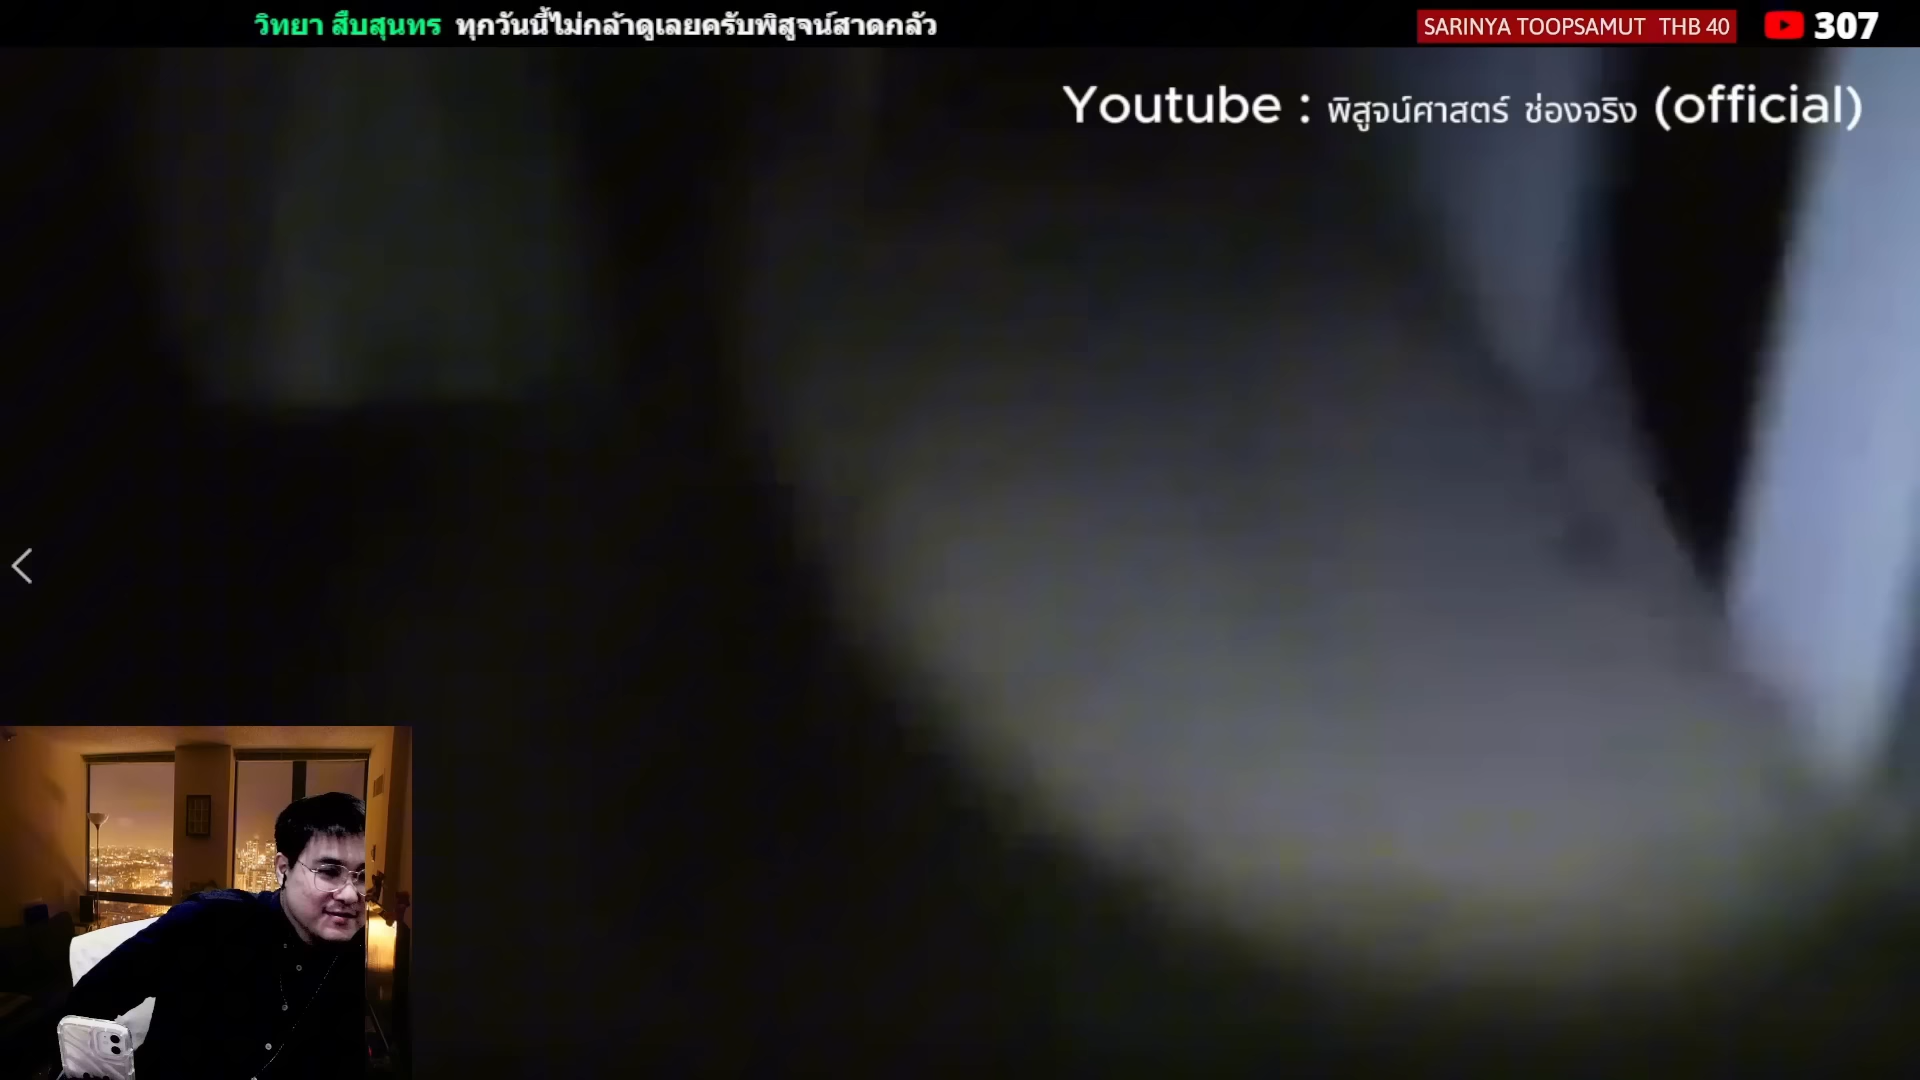 วิทยา สืบสุนทร ทุกวันนี้ไม่กล้าดูเลยครับพิสูจน์สาดกลัว
SARINYA TOOPSAMUT THB 40
307
Youtube : พิสูจน์ศาสตร์ ช่องจริง (official)